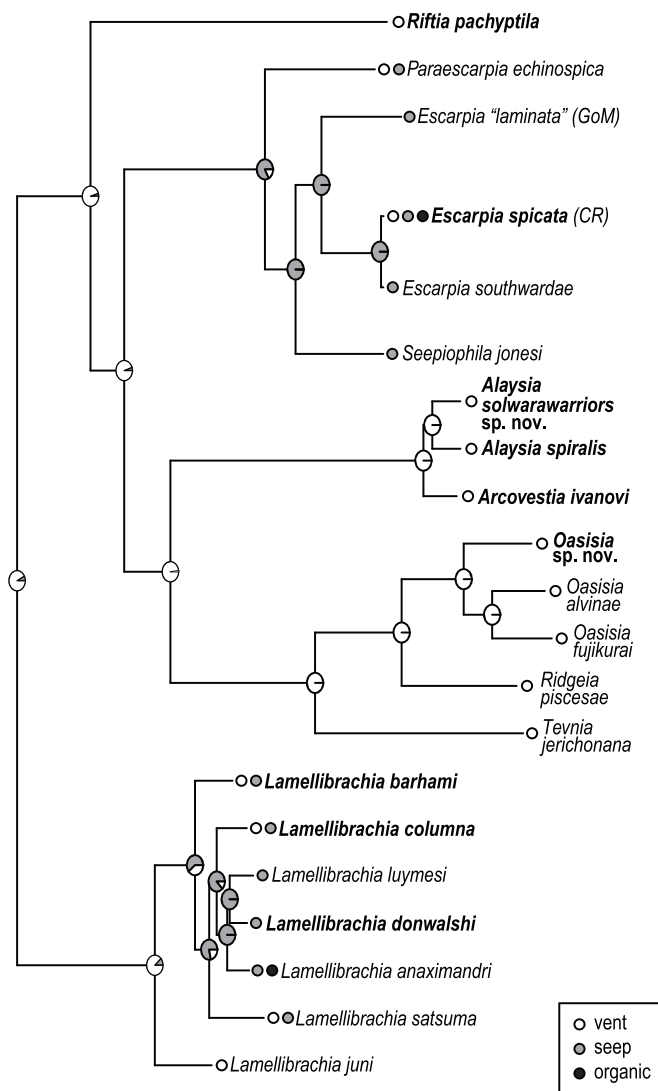 Riftia pachyptila
Paraescarpia echinospica
Escarpia “laminata” (GoM)
Escarpia spicata (CR)
Escarpia southwardae
Seepiophila jonesi
Alaysia
solwarawarriors
sp. nov.
Alaysia spiralis
Arcovestia ivanovi
Oasisia
sp. nov.
Oasisia
alvinae
Oasisia
fujikurai
Ridgeia
piscesae
Tevnia
jerichonana
Lamellibrachia barhami
Lamellibrachia columna
Lamellibrachia luymesi
Lamellibrachia donwalshi
Lamellibrachia anaximandri
Lamellibrachia satsuma
Lamellibrachia juni
vent
seep
organic